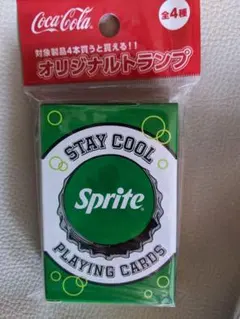 Coca-Cola
全4種
対象製品4本買うと貰える!!
オリジナルトランプ
STAY COOL
Sprite
PLAYING CARDS